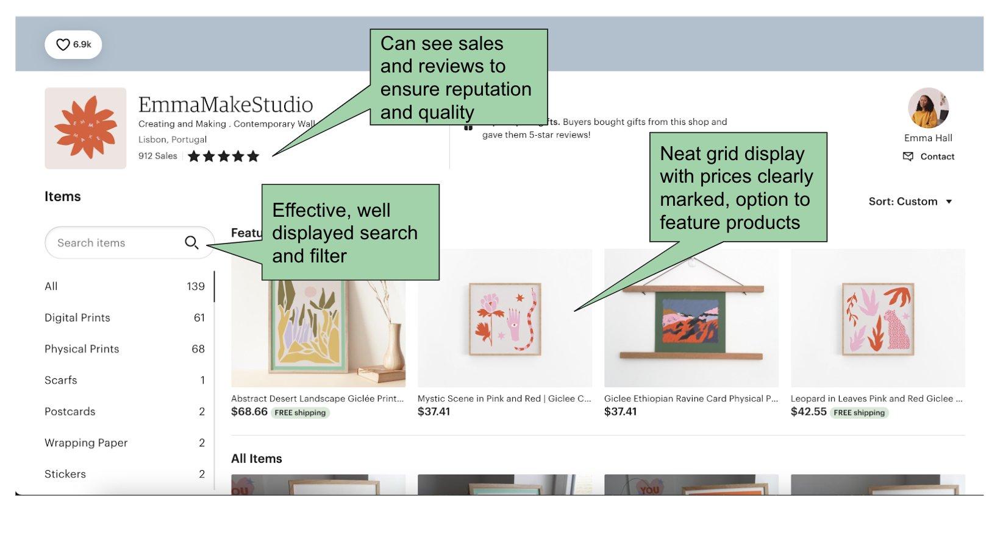 6.9k
Can see sales
and reviews to
ensure reputation
and quality
EMMA
MAKE
EmmaMakeStudio
Creating and Making . Contemporary Wall
Lisbon, Portugal
912 Sales
Buyers bought gifts from this shop and
gave them 5-star reviews!
Emma Hall
Contact
Neat grid display
with prices clearly
marked, option to
feature products
Items
Sort: Custom
Effective, well
displayed search
and filter
Search items
All 139
Digital Prints 61
Physical Prints 68
Scarfs 1
Postcards 2
Wrapping Paper 2
Stickers 2
Abstract Desert Landscape Giclée Print...
$68.66 FREE shipping
Mystic Scene in Pink and Red | Giclee C...
$37.41
Giclee Ethiopian Ravine Card Physical P...
$37.41
Leopard in Leaves Pink and Red Giclee ...
$42.55 FREE shipping
All Items
YOU